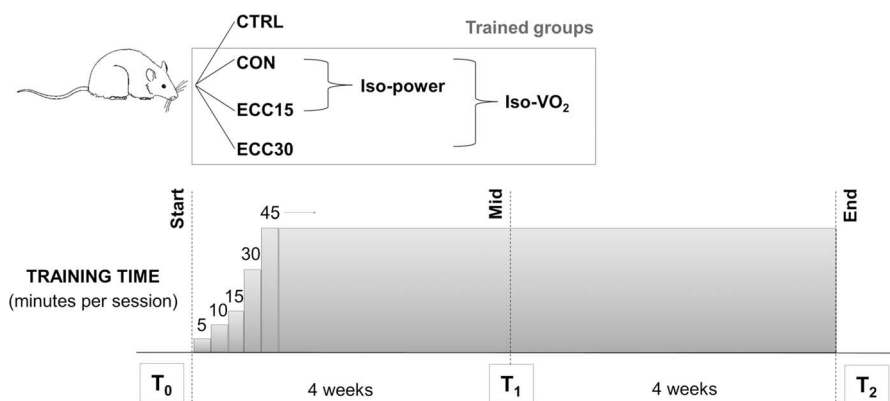 CTRL
Trained groups
CON
Iso-power
ECC15
Iso-VO₂
ECC30
Start
Mid
End
45
30
15
10
5
TRAINING TIME
(minutes per session)
T₀
4 weeks
T₁
4 weeks
T₂